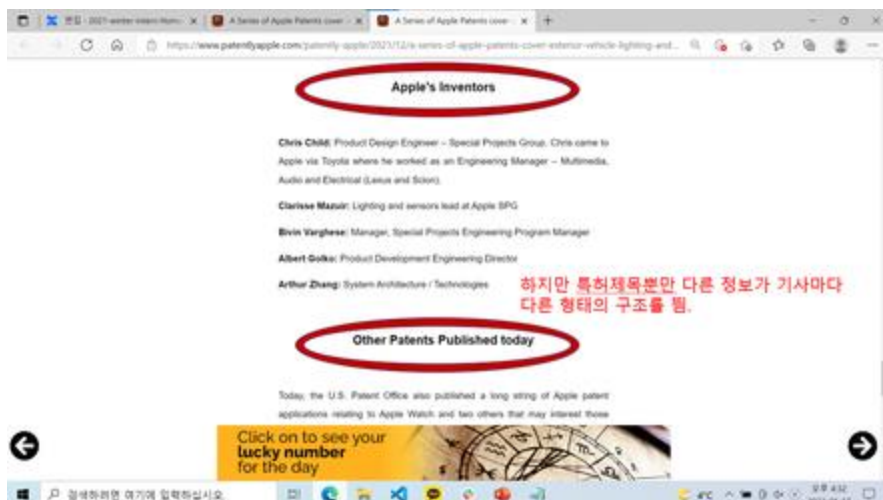 A Series of Apple Patents cover
A Series of Apple Patents cover
https://www.patentlyapple.com/patently-apple/2021/12/a-series-of-apple-patents-cover-exterior-vehicle-lighting-and...
Apple's Inventors
Chris Child: Product Design Engineer – Special Projects Group. Chris came to
Apple via Toyota where he worked as an Engineering Manager – Multimedia,
Audio and Electrical (Lexus and Scion).
Clarisse Mazuir: Lighting and sensors lead at Apple SPG
Bivin Varghese: Manager, Special Projects Engineering Program Manager
Albert Golko: Product Development Engineering Director
Arthur Zhang: System Architecture / Technologies
하지만 특허제목뿐만 다른 정보가 기사마다
다른 형태의 구조를 띔.
Other Patents Published today
Today, the U.S. Patent Office also published a long string of Apple patent
applications relating to Apple Watch and two others that may interest those
Click on to see your
lucky number
for the day
검색하려면 여기에 입력하십시오.